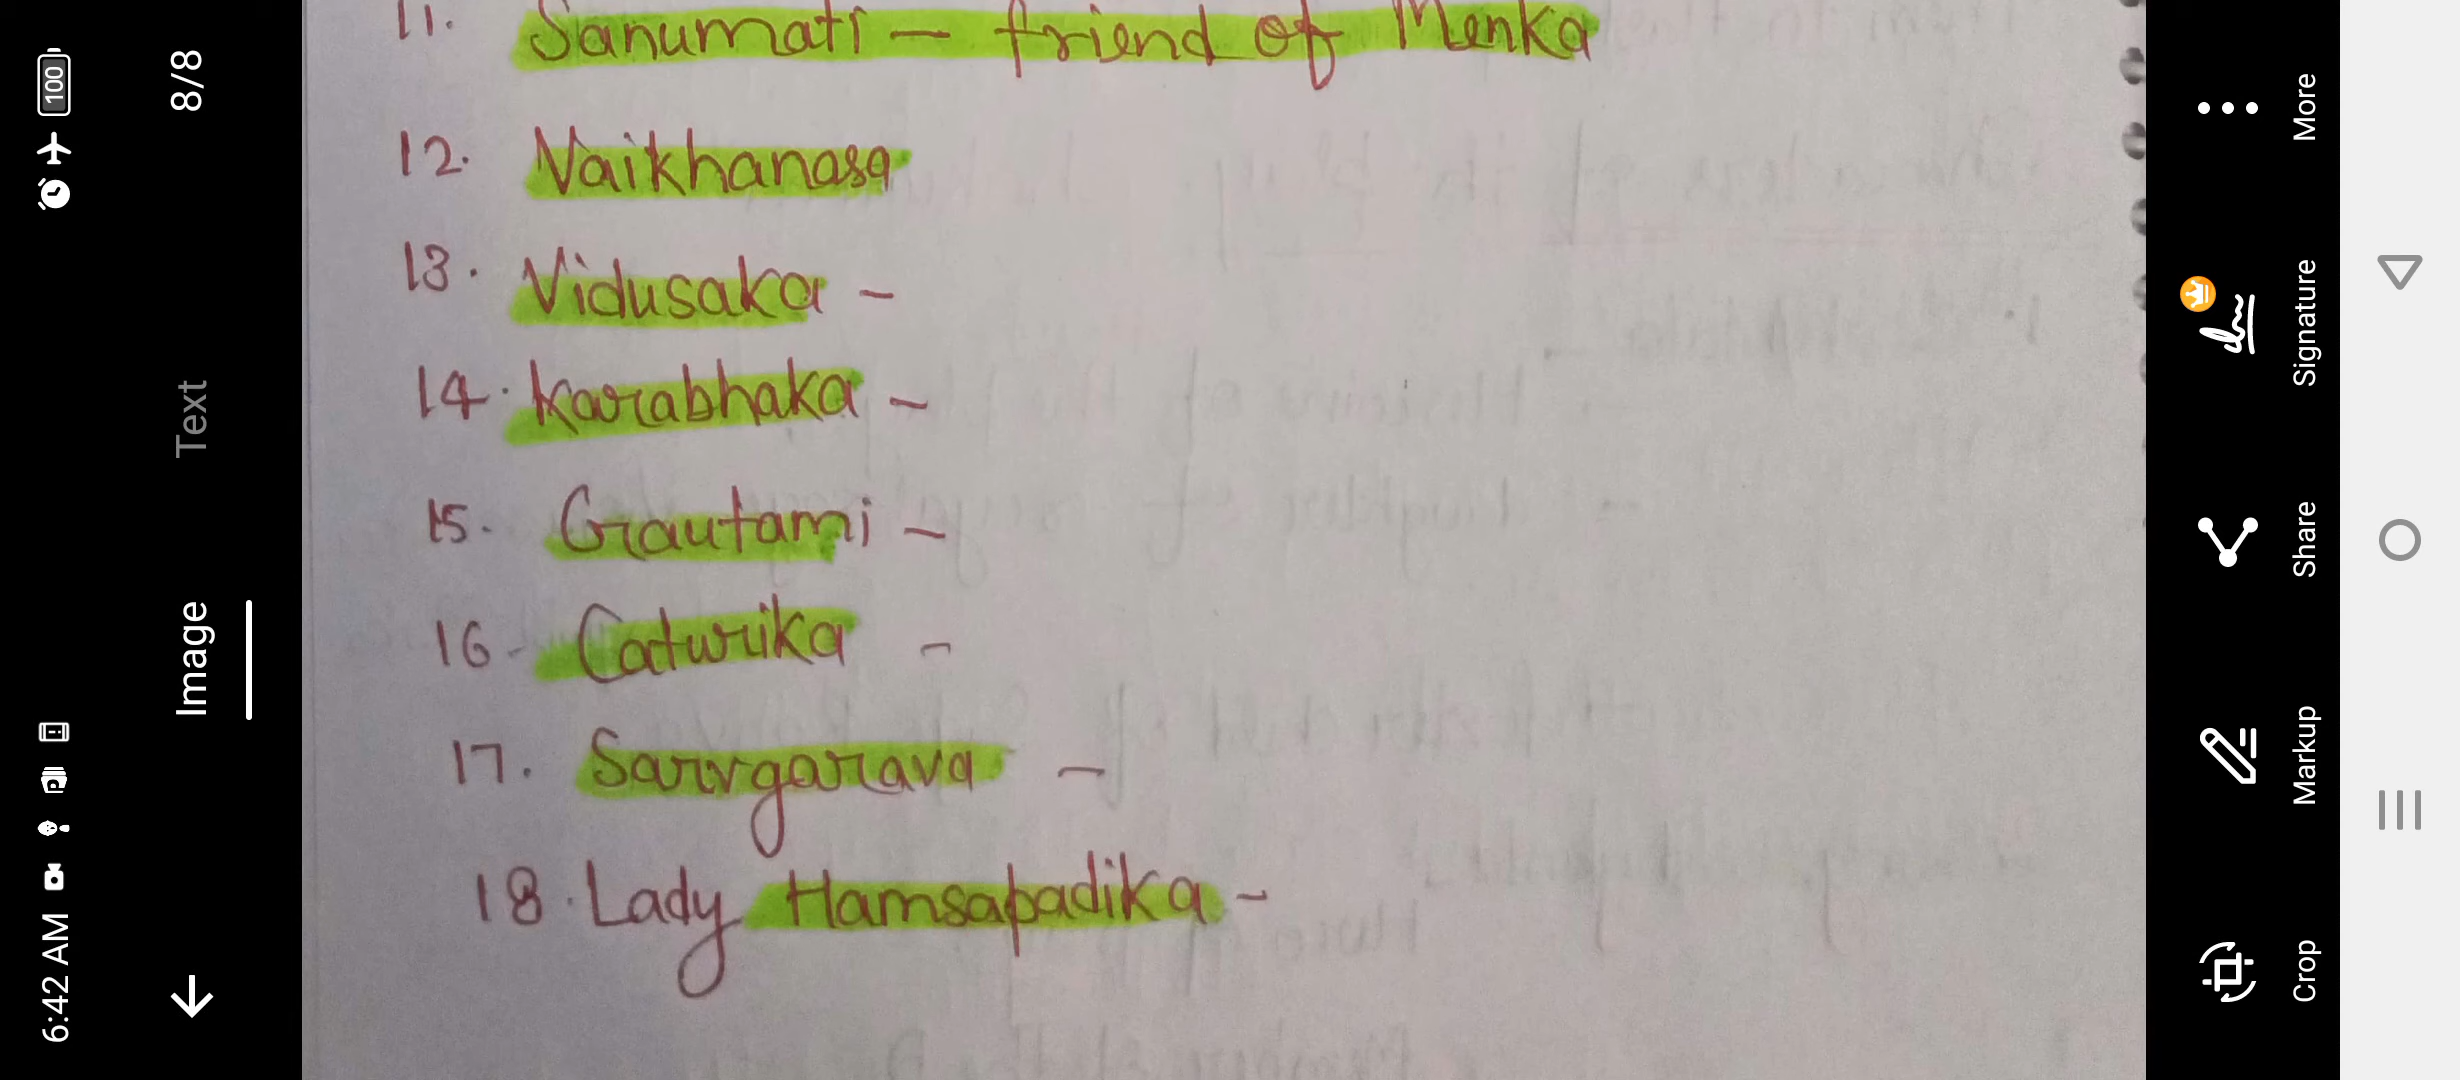 11. Sanumati – friend of Menka
12. Vaikhanasa
13. Vidusaka –
14. Karabhaka –
15. Gautami –
16. Caturika –
17. Sarvgarava –
18. Lady Hamsapadika –
6:42 AM
100
Image
Text
8/8
Crop
Markup
Share
Signature
More